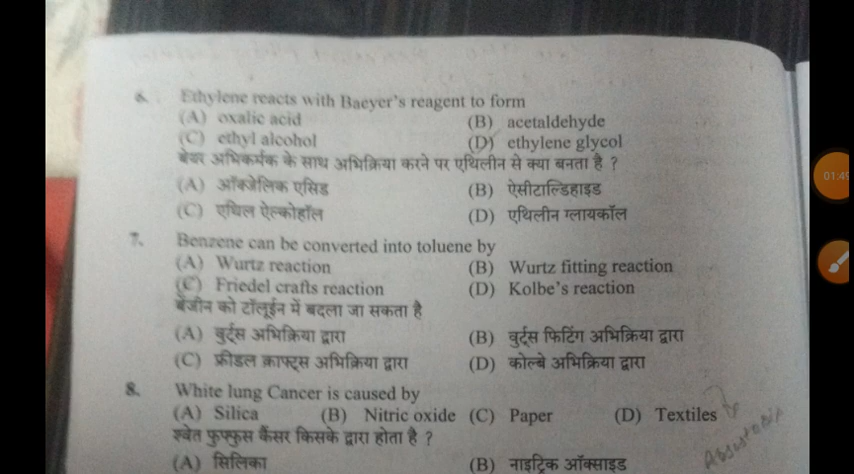 6. Ethylene reacts with Baeyer's reagent to form
(A) oxalic acid (B) acetaldehyde
(C) ethyl alcohol (D) ethylene glycol
बेयर अभिकर्मक के साथ अभिक्रिया करने पर एथिलीन से क्या बनता है ?
(A) ऑक्जेलिक एसिड (B) ऐसीटाल्डिहाइड
(C) एथिल ऐल्कोहॉल (D) एथिलीन ग्लायकॉल
7. Benzene can be converted into toluene by
(A) Wurtz reaction (B) Wurtz fitting reaction
(C) Friedel crafts reaction (D) Kolbe's reaction
बेंजीन को टॉलूईन में बदला जा सकता है
(A) वुर्ट्स अभिक्रिया द्वारा (B) वुर्ट्स फिटिंग अभिक्रिया द्वारा
(C) फ्रीडल क्राफ्ट्स अभिक्रिया द्वारा (D) कोल्बे अभिक्रिया द्वारा
8. White lung Cancer is caused by
(A) Silica (B) Nitric oxide (C) Paper (D) Textiles
श्वेत फुफ्फुस कैंसर किसके द्वारा होता है ?
(A) सिलिका (B) नाइट्रिक ऑक्साइड
01:49